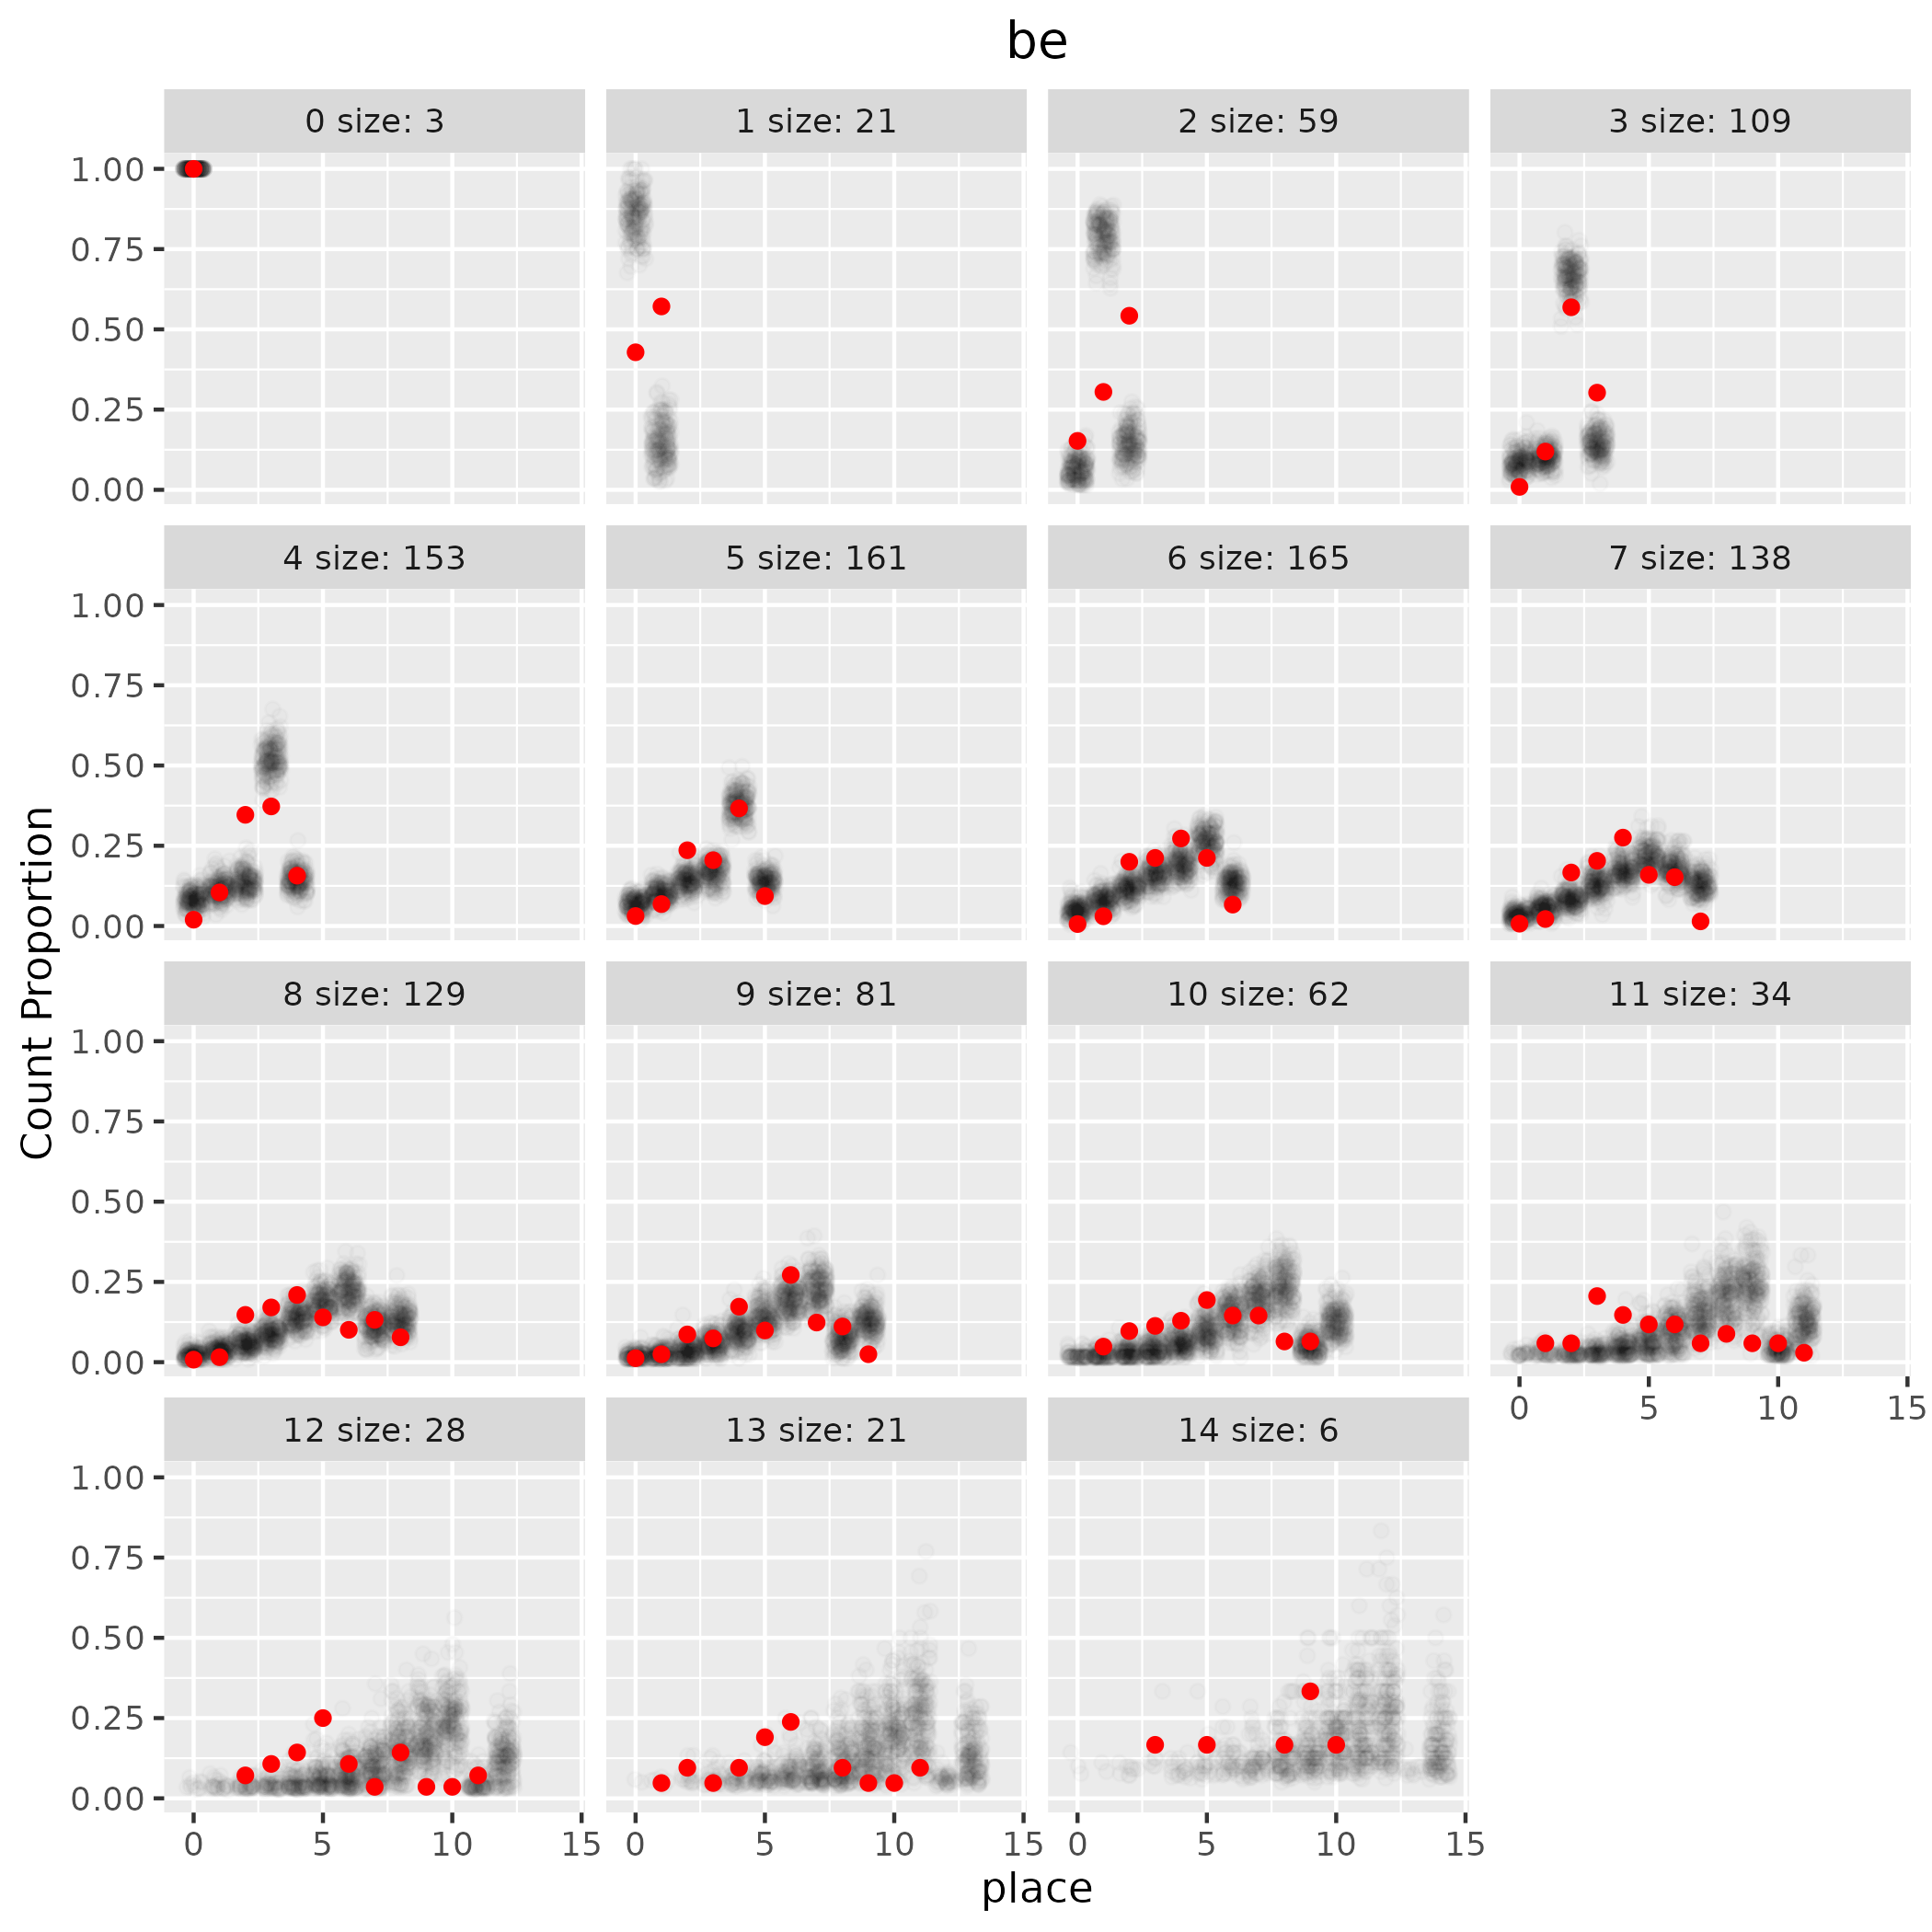 be
0 size: 3
1 size: 21
2 size: 59
3 size: 109
1.00
0.75
0.50
0.25
0.00
4 size: 153
5 size: 161
6 size: 165
7 size: 138
1.00
0.75
0.50
0.25
0.00
Count Proportion
8 size: 129
9 size: 81
10 size: 62
11 size: 34
1.00
0.75
0.50
0.25
0.00
0 5 10 15
12 size: 28
13 size: 21
14 size: 6
1.00
0.75
0.50
0.25
0.00
0 5 10 15
0 5 10 15
0 5 10 15
place